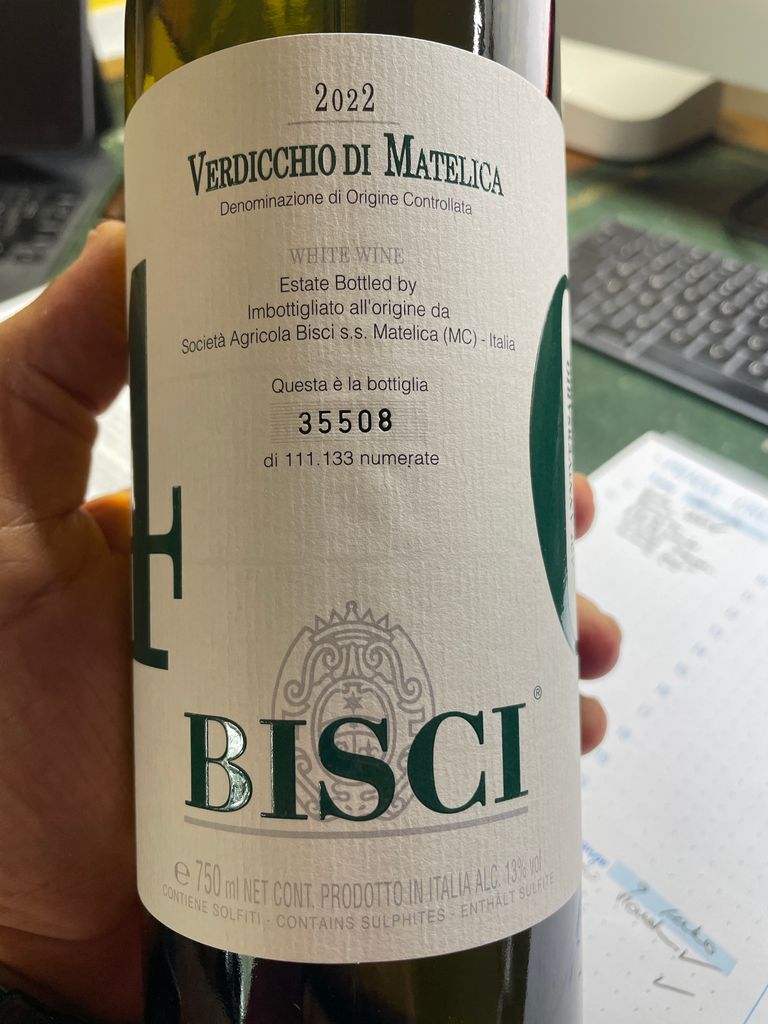 2022
VERDICCHIO DI MATELICA
Denominazione di Origine Controllata
WHITE WINE
Estate Bottled by
Imbottigliato all'origine da
Società Agricola Bisci s.s. Matelica (MC) - Italia
Questa è la bottiglia
35508
di 111.133 numerate
4
ANNIVERSARIO
BISCI®
e 750 ml NET CONT. PRODOTTO IN ITALIA ALC. 13% vol
CONTIENE SOLFITI - CONTAINS SULPHITES - ENTHÄLT SULFITE